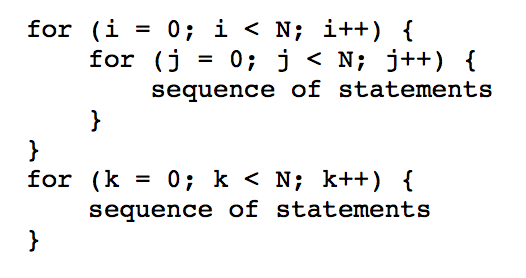 for (i = 0; i < N; i++) {
    for (j = 0; j < N; j++) {
        sequence of statements
    }
}
for (k = 0; k < N; k++) {
    sequence of statements
}